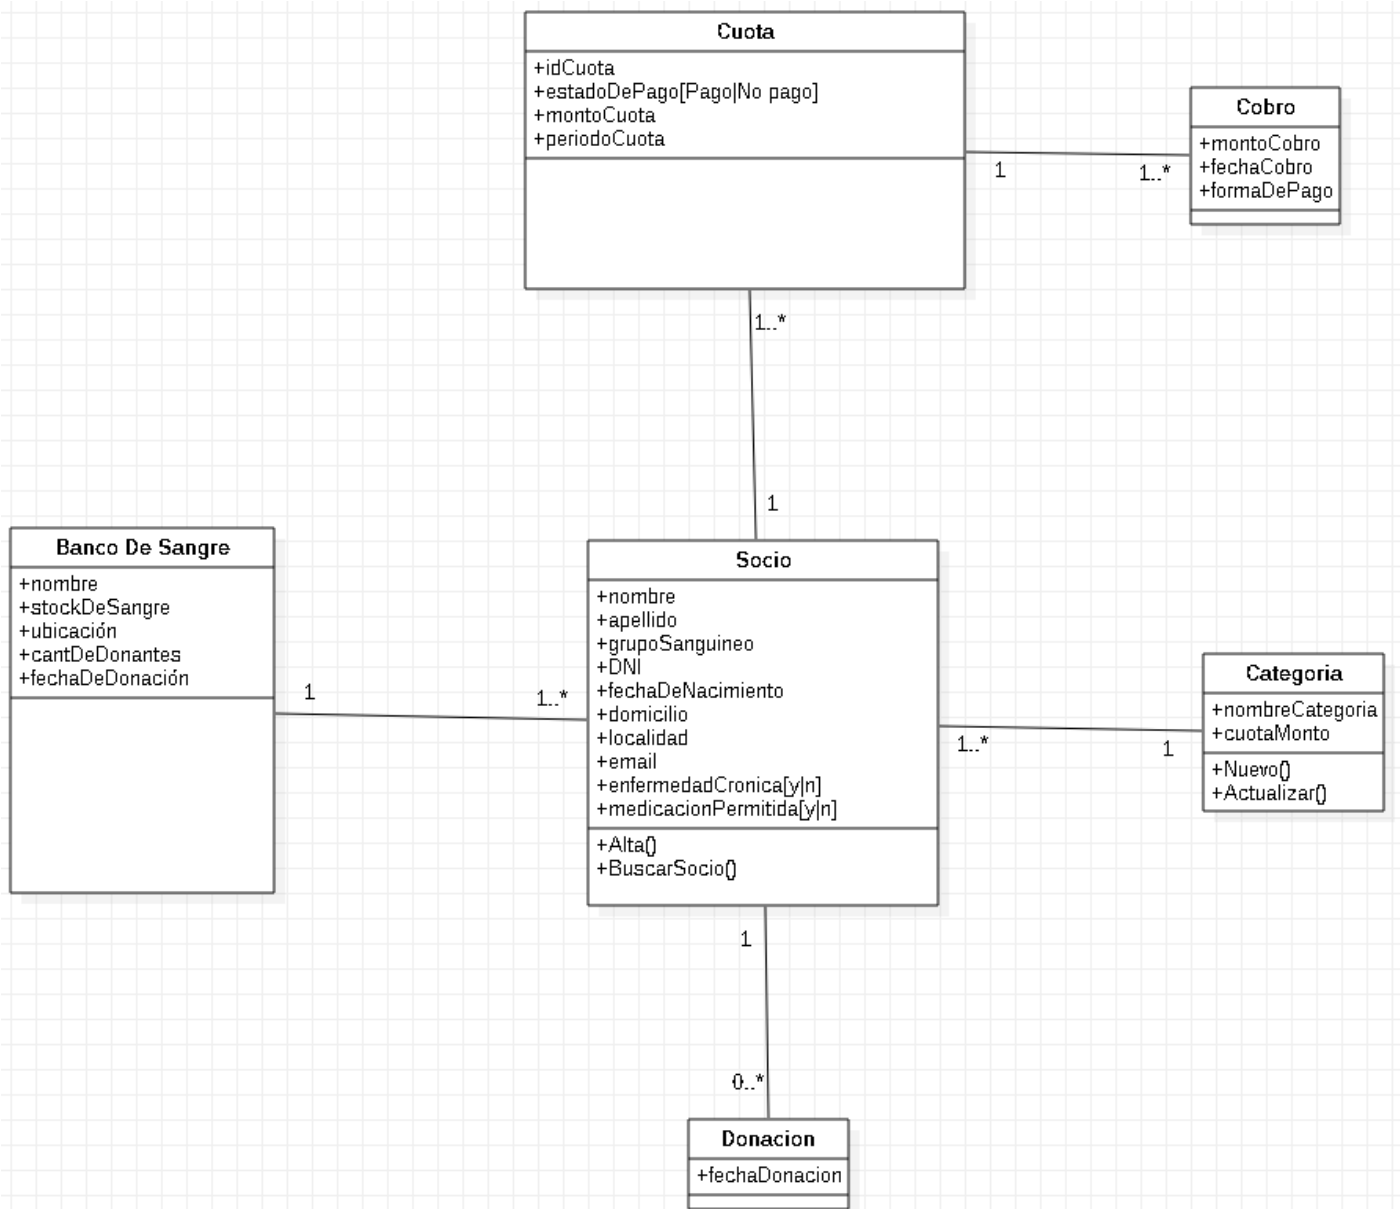 Cuota
+idCuota
+estadoDePago[Pago|No pago]
+montoCuota
+periodoCuota
Cobro
+montoCobro
+fechaCobro
+formaDePago
1
1..*
1..*
1
Banco De Sangre
+nombre
+stockDeSangre
+ubicación
+cantDeDonantes
+fechaDeDonación
1
1..*
Socio
+nombre
+apellido
+grupoSanguineo
+DNI
+fechaDeNacimiento
+domicilio
+localidad
+email
+enfermedadCronica[y|n]
+medicacionPermitida[y|n]
+Alta()
+BuscarSocio()
1..*
1
Categoria
+nombreCategoria
+cuotaMonto
+Nuevo()
+Actualizar()
1
0..*
Donacion
+fechaDonacion